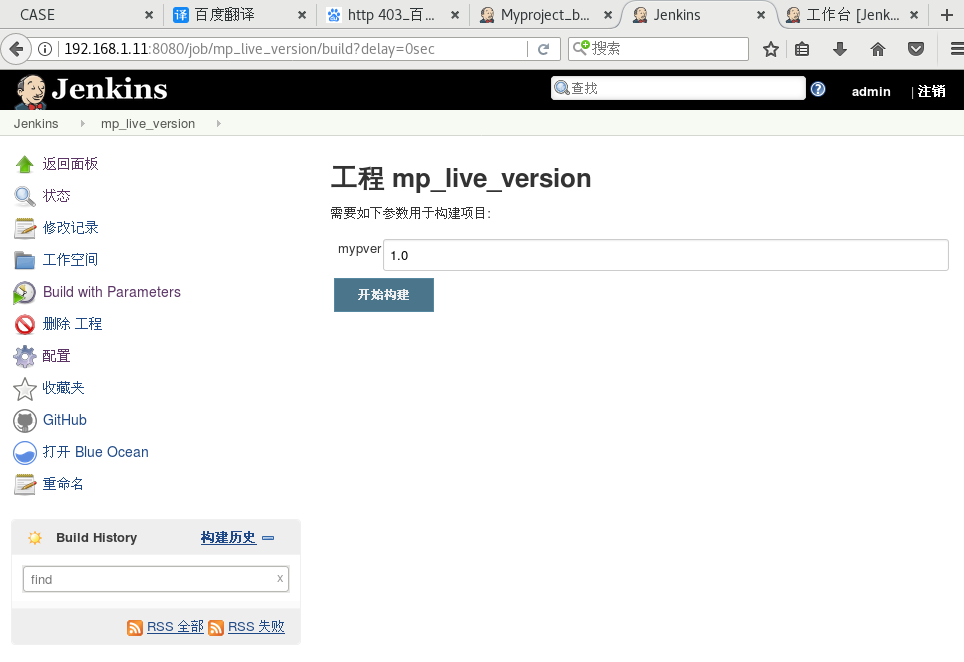 CASE
译 百度翻译
http 403_百...
Myproject_b...
Jenkins
工作台 [Jenk...
192.168.1.11:8080/job/mp_live_version/build?delay=0sec
搜索
Jenkins
查找
admin
| 注销
Jenkins
mp_live_version
返回面板
状态
修改记录
工作空间
Build with Parameters
删除 工程
配置
收藏夹
GitHub
打开 Blue Ocean
重命名
工程 mp_live_version
需要如下参数用于构建项目:
mypver 1.0
开始构建
Build History 构建历史
find x
RSS 全部 RSS 失败